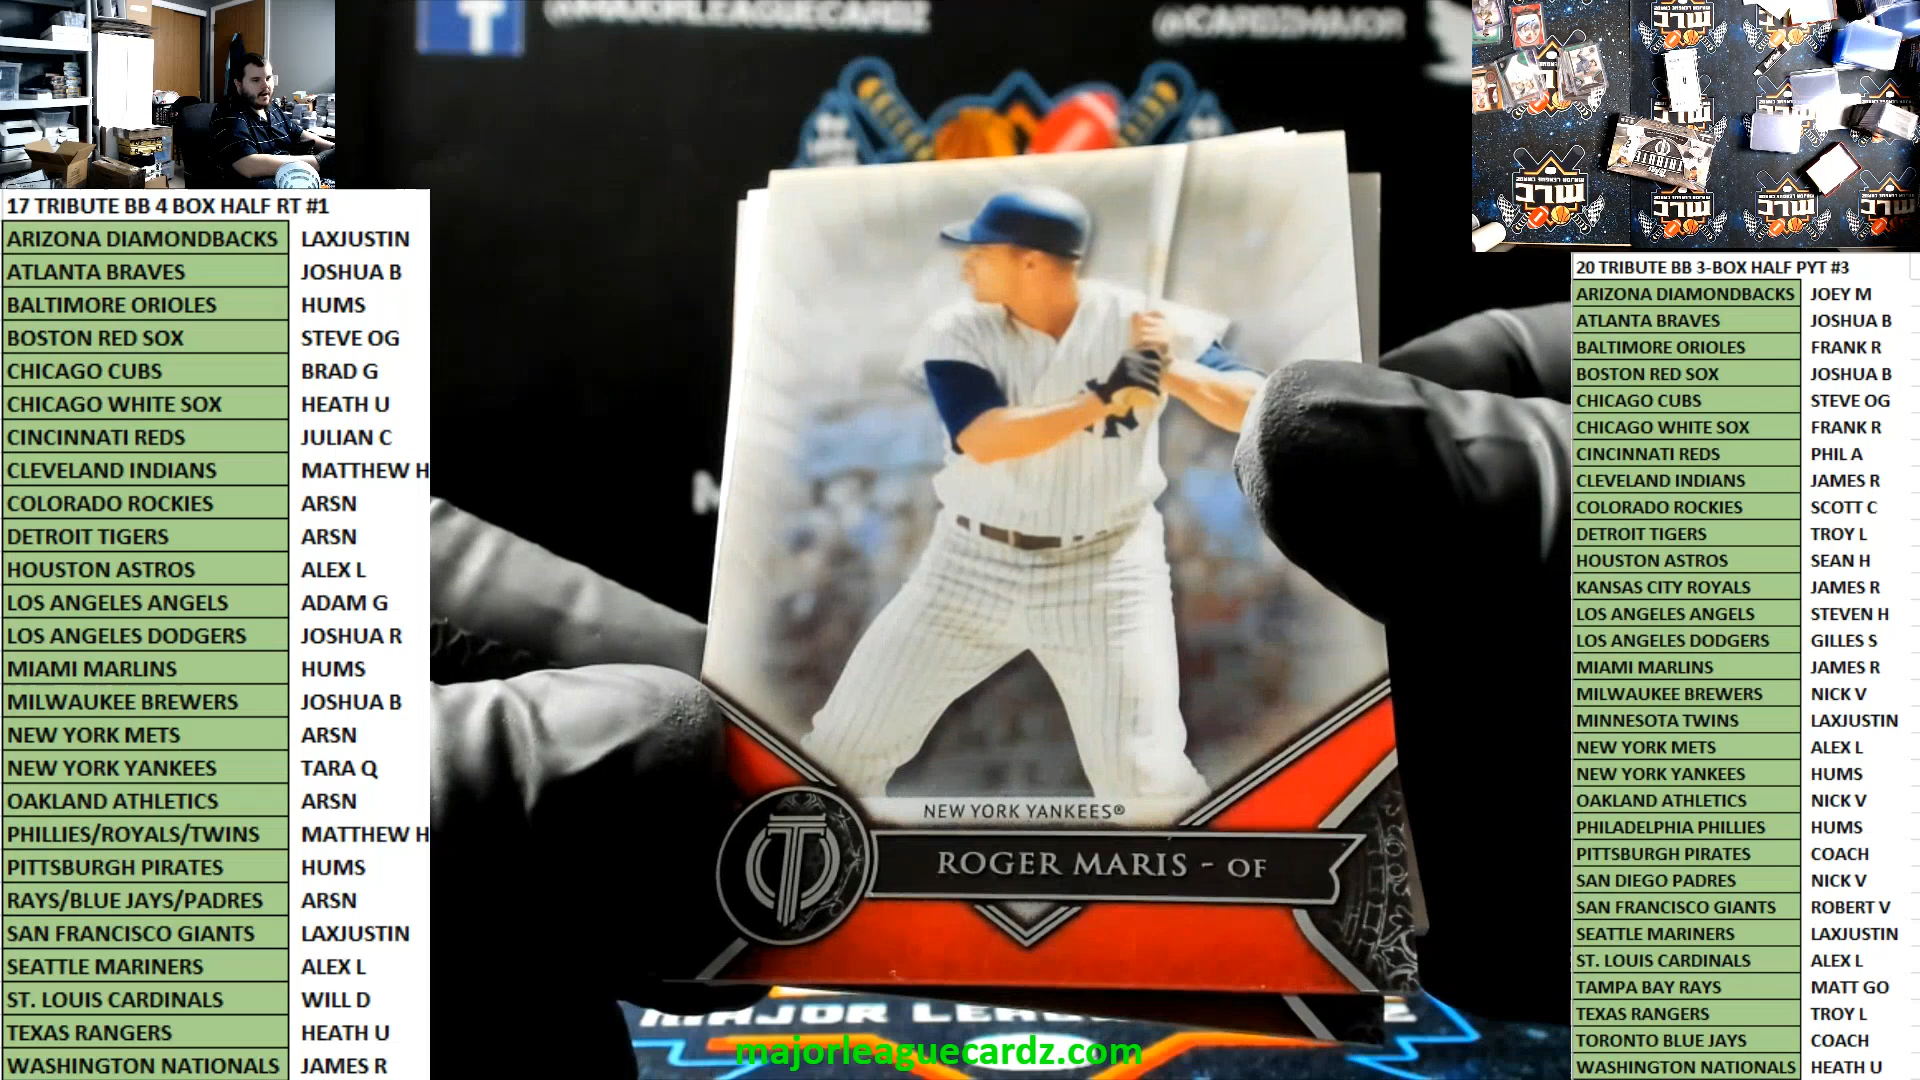 @MAJORLEAGUECARDZ
@CARDZMAJOR
17 TRIBUTE BB 4 BOX HALF RT #1
ARIZONA DIAMONDBACKS LAXJUSTIN
ATLANTA BRAVES JOSHUA B
BALTIMORE ORIOLES HUMS
BOSTON RED SOX STEVE OG
CHICAGO CUBS BRAD G
CHICAGO WHITE SOX HEATH U
CINCINNATI REDS JULIAN C
CLEVELAND INDIANS MATTHEW H
COLORADO ROCKIES ARSN
DETROIT TIGERS ARSN
HOUSTON ASTROS ALEX L
LOS ANGELES ANGELS ADAM G
LOS ANGELES DODGERS JOSHUA R
MIAMI MARLINS HUMS
MILWAUKEE BREWERS JOSHUA B
NEW YORK METS ARSN
NEW YORK YANKEES TARA Q
OAKLAND ATHLETICS ARSN
PHILLIES/ROYALS/TWINS MATTHEW H
PITTSBURGH PIRATES HUMS
RAYS/BLUE JAYS/PADRES ARSN
SAN FRANCISCO GIANTS LAXJUSTIN
SEATTLE MARINERS ALEX L
ST. LOUIS CARDINALS WILL D
TEXAS RANGERS HEATH U
WASHINGTON NATIONALS JAMES R
NEW YORK YANKEES®
ROGER MARIS - OF
MAJOR LEA
majorleaguecardz.com
TRIBUTE
20 TRIBUTE BB 3-BOX HALF PYT #3
ARIZONA DIAMONDBACKS JOEY M
ATLANTA BRAVES JOSHUA B
BALTIMORE ORIOLES FRANK R
BOSTON RED SOX JOSHUA B
CHICAGO CUBS STEVE OG
CHICAGO WHITE SOX FRANK R
CINCINNATI REDS PHIL A
CLEVELAND INDIANS JAMES R
COLORADO ROCKIES SCOTT C
DETROIT TIGERS TROY L
HOUSTON ASTROS SEAN H
KANSAS CITY ROYALS JAMES R
LOS ANGELES ANGELS STEVEN H
LOS ANGELES DODGERS GILLES S
MIAMI MARLINS JAMES R
MILWAUKEE BREWERS NICK V
MINNESOTA TWINS LAXJUSTIN
NEW YORK METS ALEX L
NEW YORK YANKEES HUMS
OAKLAND ATHLETICS NICK V
PHILADELPHIA PHILLIES HUMS
PITTSBURGH PIRATES COACH
SAN DIEGO PADRES NICK V
SAN FRANCISCO GIANTS ROBERT V
SEATTLE MARINERS LAXJUSTIN
ST. LOUIS CARDINALS ALEX L
TAMPA BAY RAYS MATT GO
TEXAS RANGERS TROY L
TORONTO BLUE JAYS COACH
WASHINGTON NATIONALS HEATH U